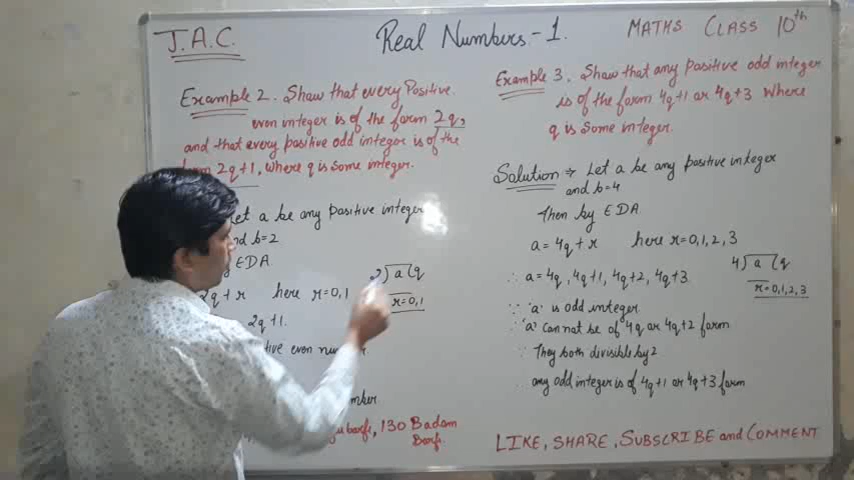 J.A.C.
Real Numbers-1.
MATHS CLASS 10th
Example 2. Show that every Positive
even integer is of the form 2q,
and that every positive odd integer is of the
form 2q+1, where q is some integer.
Let a be any positive integer
and b=2
EDA
2q + r here r=0,1
2) a (q
r=0,1
2q+1.
even number
130 Badam
Barfi.
Example 3. Show that any positive odd integer
is of the form 4q+1 or 4q+3 where
q is some integer.
Solution ⇒ Let a be any positive integer
and b=4
Then by EDA
a = 4q + r here r=0,1,2,3
4) a (q
r=0,1,2,3
∴ a = 4q, 4q+1, 4q+2, 4q+3
∵ 'a' is odd integer
∴ 'a' cannot be of 4q or 4q+2 form
∵ They both divisible by 2
∴ any odd integer is of 4q+1 or 4q+3 form
LIKE, SHARE, SUBSCRIBE and COMMENT